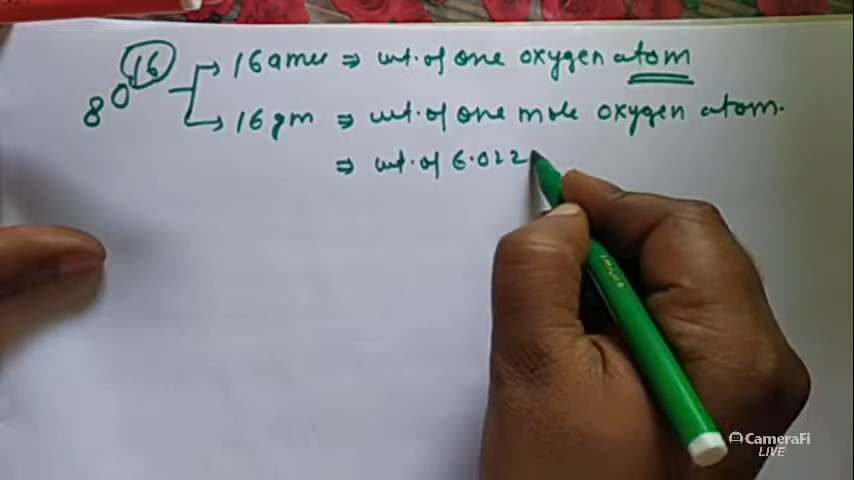 8O16 → 16 amu ⇒ wt. of one oxygen atom
→ 16 gm ⇒ wt. of one mole oxygen atom.
⇒ wt. of 6.022
CameraFi
LIVE